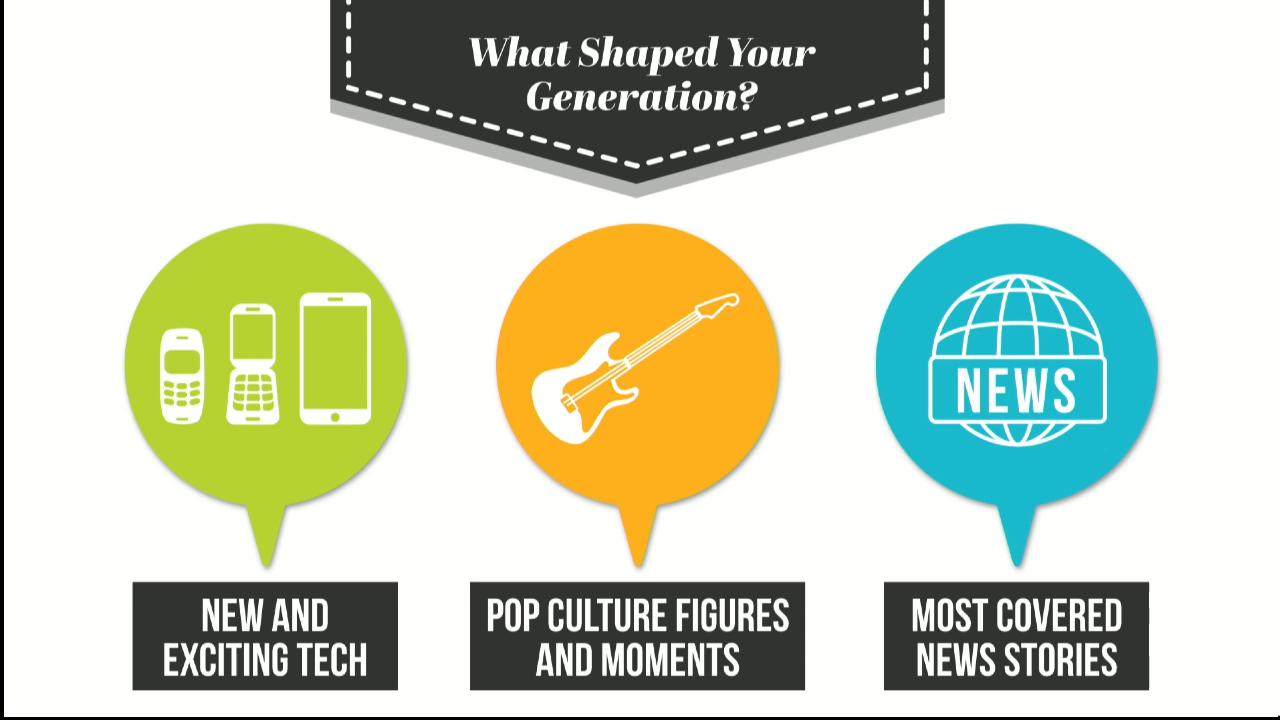 What Shaped Your
Generation?
NEWS
NEW AND
EXCITING TECH
POP CULTURE FIGURES
AND MOMENTS
MOST COVERED
NEWS STORIES